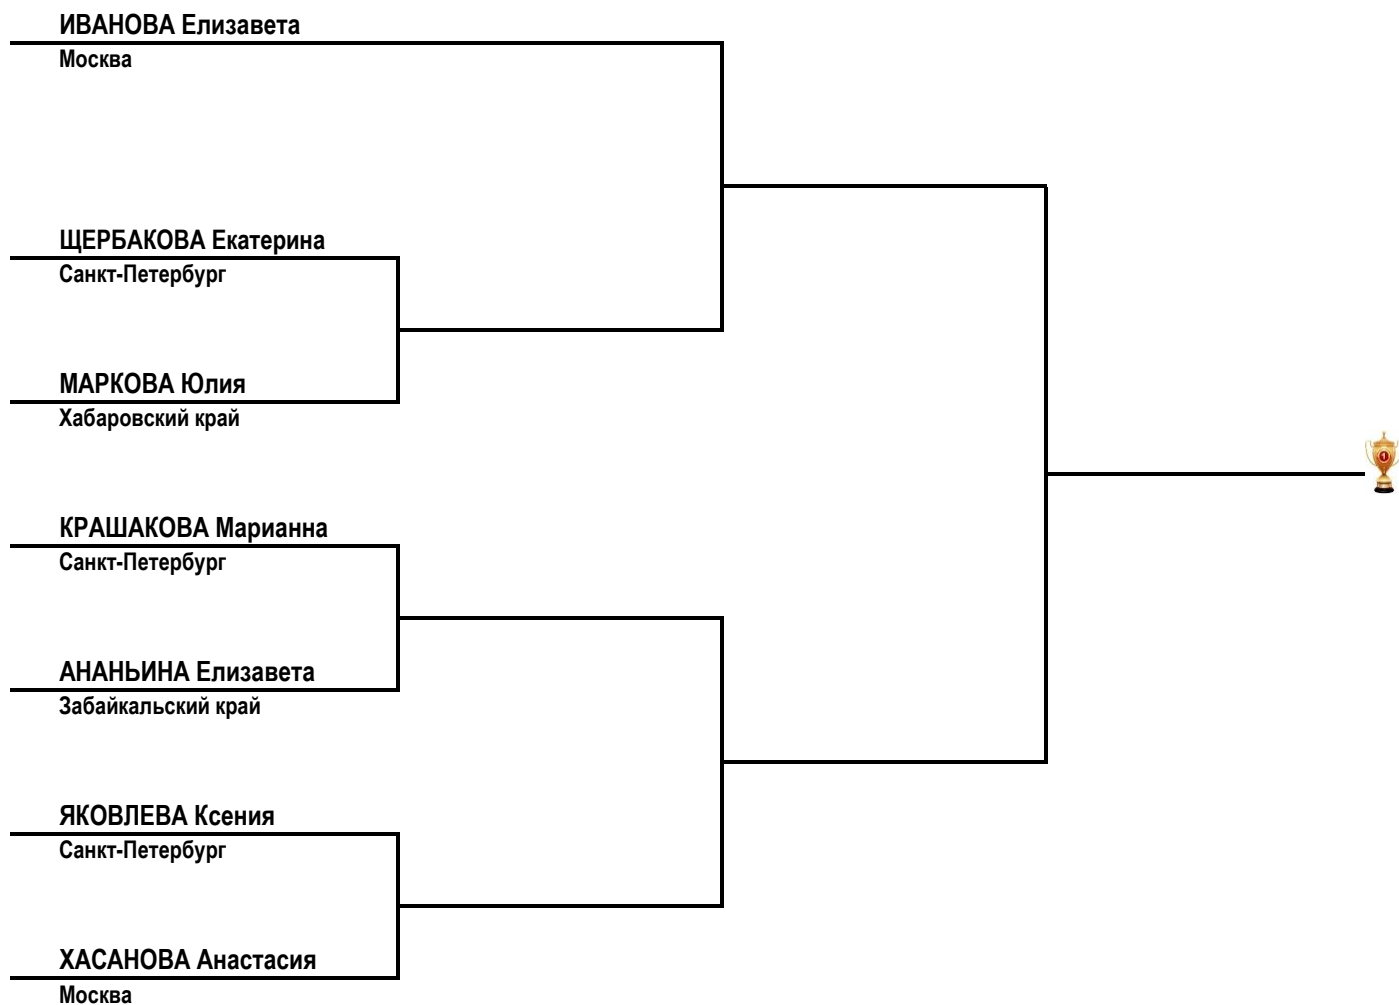 ИВАНОВА Елизавета
Москва
ЩЕРБАКОВА Екатерина
Санкт-Петербург
МАРКОВА Юлия
Хабаровский край
КРАШАКОВА Марианна
Санкт-Петербург
АНАНЬИНА Елизавета
Забайкальский край
ЯКОВЛЕВА Ксения
Санкт-Петербург
ХАСАНОВА Анастасия
Москва
1